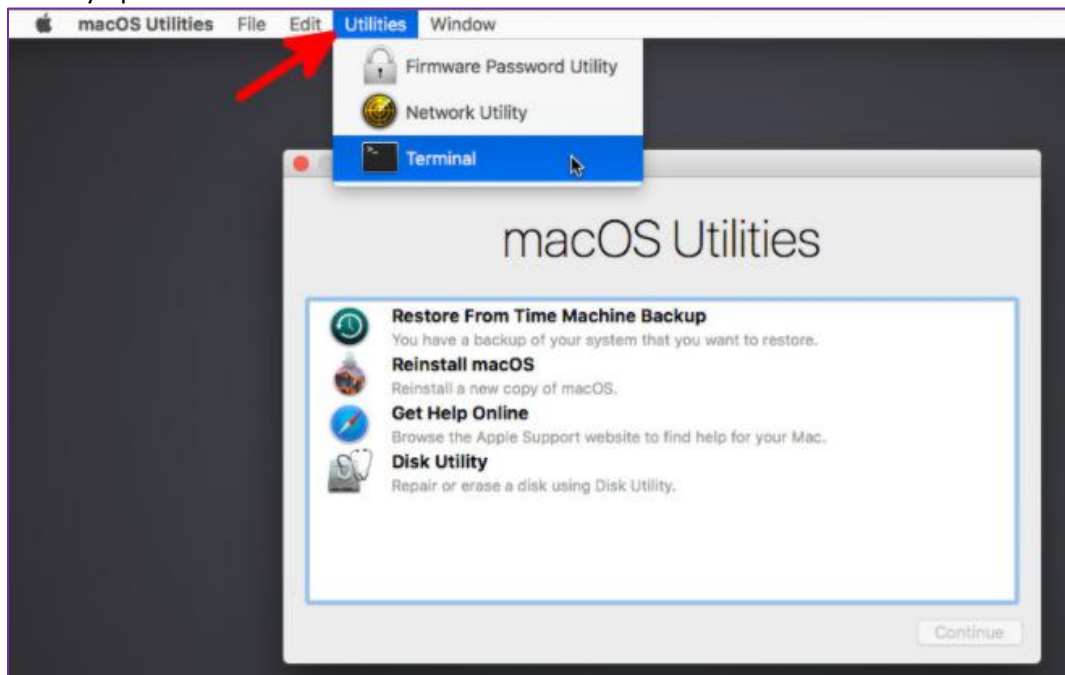 macOS Utilities File Edit Utilities Window
Firmware Password Utility
Network Utility
Terminal
macOS Utilities
Restore From Time Machine Backup
You have a backup of your system that you want to restore.
Reinstall macOS
Reinstall a new copy of macOS.
Get Help Online
Browse the Apple Support website to find help for your Mac.
Disk Utility
Repair or erase a disk using Disk Utility.
Continue